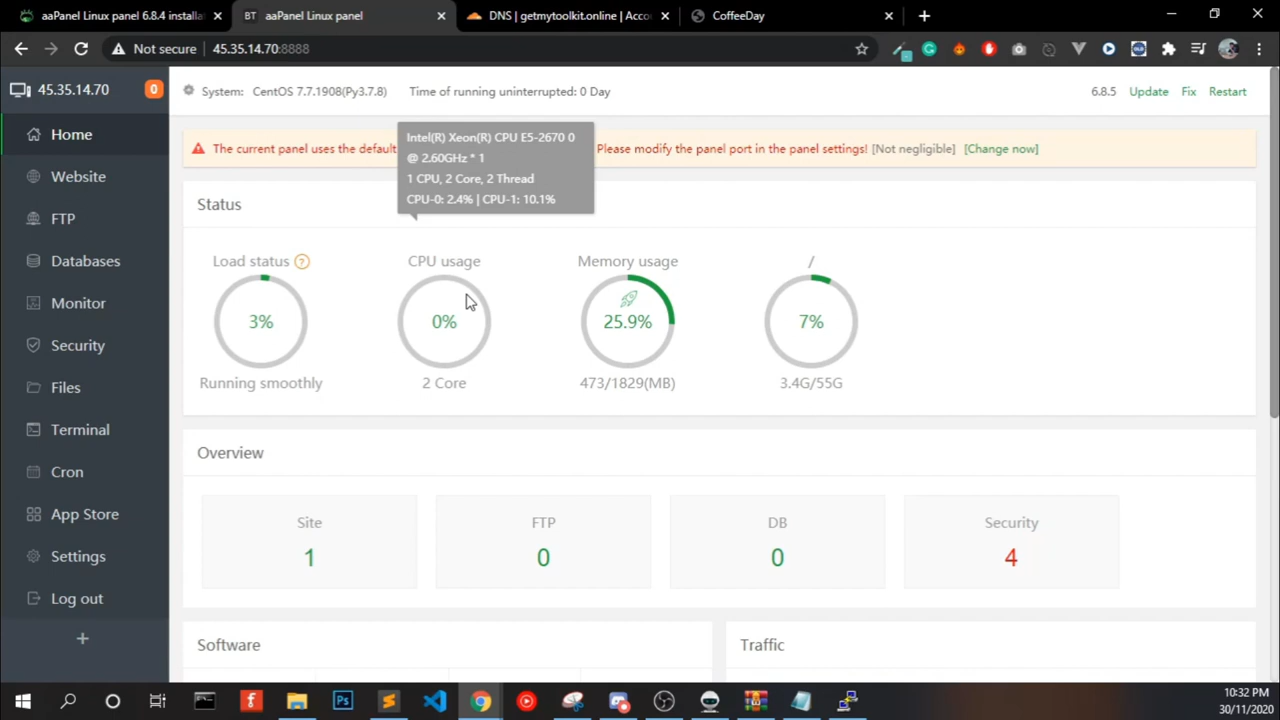 aaPanel Linux panel 6.8.4 installa
BT aaPanel Linux panel
DNS | getmytoolkit.online | Acco
CoffeeDay
Not secure
45.35.14.70:8888
45.35.14.70
0
System: CentOS 7.7.1908(Py3.7.8)
Time of running uninterrupted: 0 Day
6.8.5 Update Fix Restart
Home
Website
FTP
Databases
Monitor
Security
Files
Terminal
Cron
App Store
Settings
Log out
The current panel uses the default
Please modify the panel port in the panel settings! [Not negligible] [Change now]
Intel(R) Xeon(R) CPU E5-2670 0
@ 2.60GHz * 1
1 CPU, 2 Core, 2 Thread
CPU-0: 2.4% | CPU-1: 10.1%
Status
Load status ?
3%
Running smoothly
CPU usage
0%
2 Core
Memory usage
25.9%
473/1829(MB)
/
7%
3.4G/55G
Overview
Site
1
FTP
0
DB
0
Security
4
Software
Traffic
Ps
10:32 PM
30/11/2020